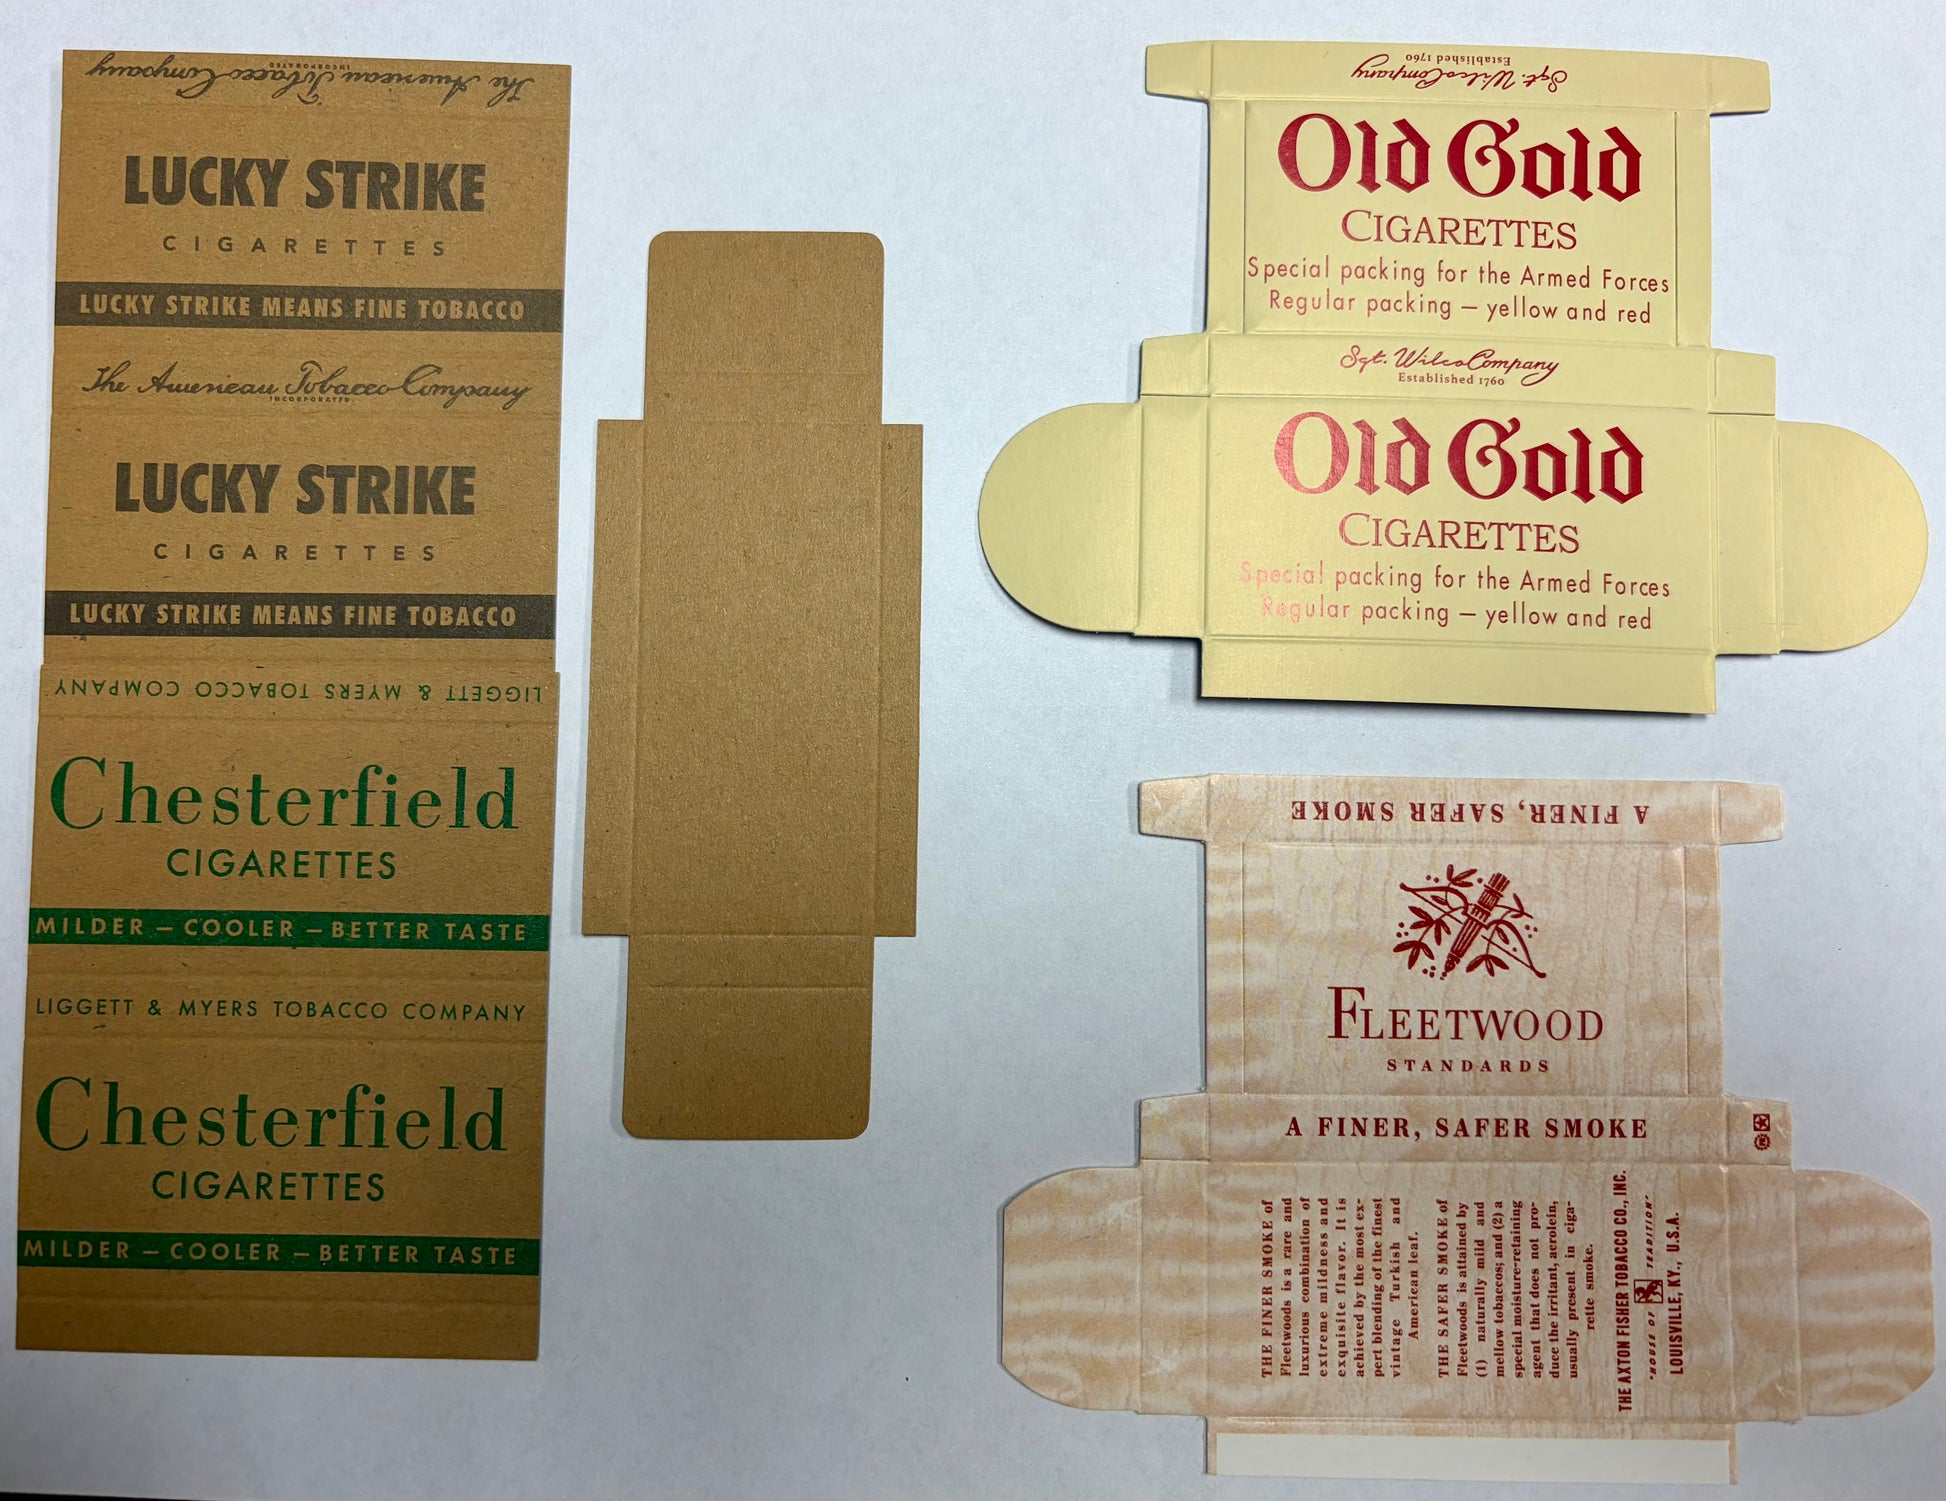 The American Tobacco Company
INCORPORATED
LUCKY STRIKE
CIGARETTES
LUCKY STRIKE MEANS FINE TOBACCO
The American Tobacco Company
INCORPORATED
LUCKY STRIKE
CIGARETTES
LUCKY STRIKE MEANS FINE TOBACCO
LIGGETT & MYERS TOBACCO COMPANY
Chesterfield
CIGARETTES
MILDER – COOLER – BETTER TASTE
LIGGETT & MYERS TOBACCO COMPANY
Chesterfield
CIGARETTES
MILDER – COOLER – BETTER TASTE
Sgt. Wilco Company
Established 1760
Old Gold
CIGARETTES
Special packing for the Armed Forces
Regular packing – yellow and red
Sgt. Wilco Company
Established 1760
Old Gold
CIGARETTES
Special packing for the Armed Forces
Regular packing – yellow and red
A FINER, SAFER SMOKE
FLEETWOOD
STANDARDS
A FINER, SAFER SMOKE
THE FINER SMOKE of
Fleetwoods is a rare and
luxurious combination of
extreme mildness and
exquisite flavor. It is
achieved by the most ex-
pert blending of the finest
vintage Turkish and
American leaf.
THE SAFER SMOKE of
Fleetwoods is attained by
(1) naturally mild and
mellow tobaccos; and (2) a
special moisture-retaining
agent that does not pro-
duce the irritant, acrolein,
usually present in ciga-
rette smoke.
THE AXTON FISHER TOBACCO CO., INC.
"HOUSE OF TRADITION"
LOUISVILLE, KY., U.S.A.